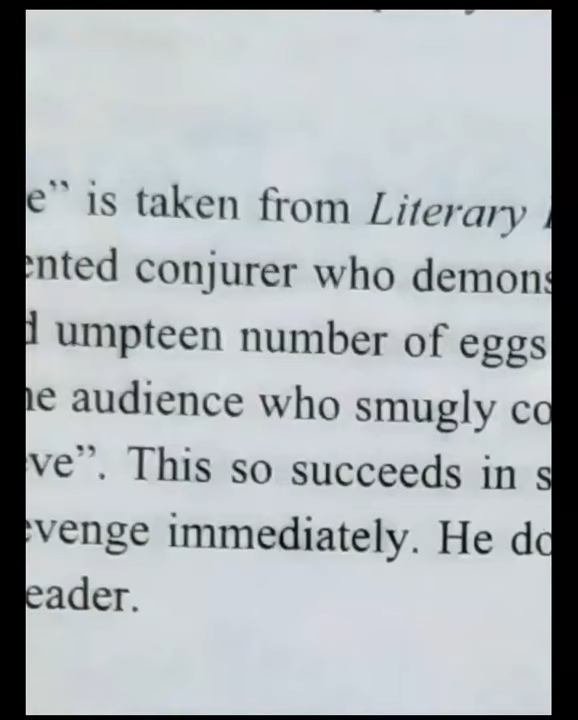 e” is taken from Literary
ented conjurer who demons
d umpteen number of eggs
he audience who smugly co
ve”. This so succeeds in s
evenge immediately. He do
eader.